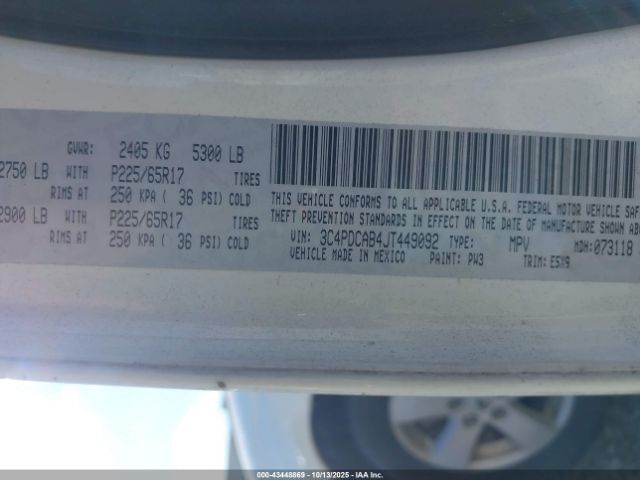 GVWR: 2405 KG 5300 LB
2750 LB WITH P225/65R17 TIRES
RIMS AT 250 KPA ( 36 PSI) COLD
2900 LB WITH P225/65R17 TIRES
RIMS AT 250 KPA ( 36 PSI) COLD
THIS VEHICLE CONFORMS TO ALL APPLICABLE U.S.A. FEDERAL MOTOR VEHICLE SAF
THEFT PREVENTION STANDARDS IN EFFECT ON THE DATE OF MANUFACTURE SHOWN ABO
VIN: 3C4PDCAB4JT449092 TYPE: MPV MDH:073118
VEHICLE MADE IN MEXICO PAINT: PW3 TRIM: E5X9
000-43448869 | 10/13/2025 | IAA Inc.